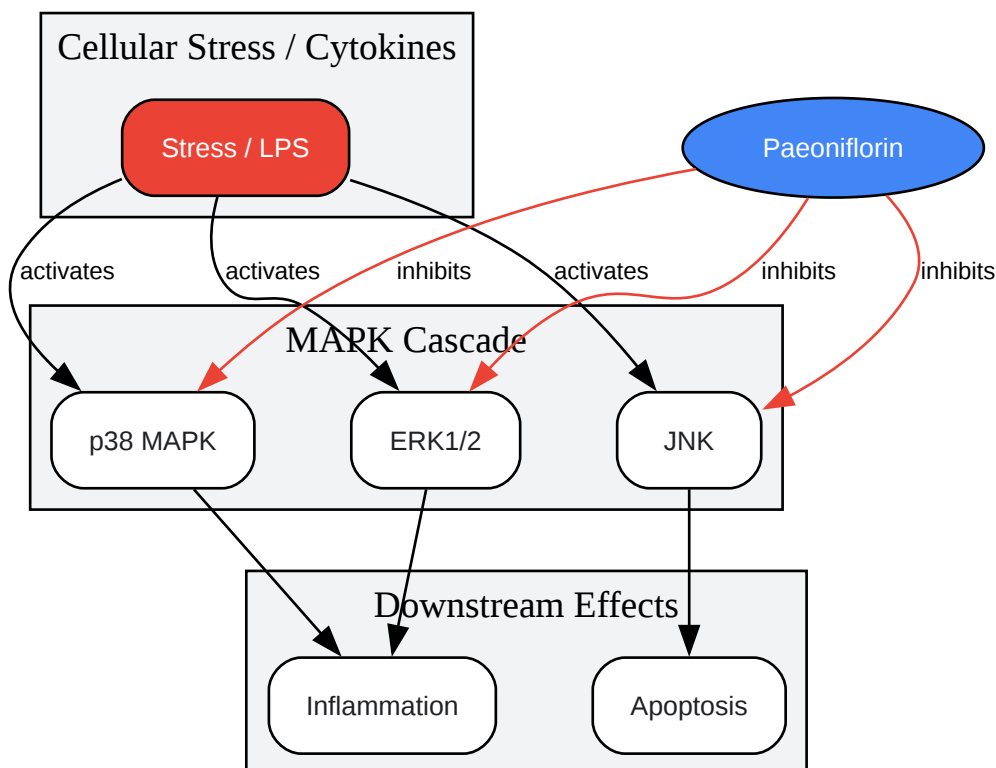 Cellular Stress / Cytokines
Stress / LPS
Paeoniflorin
activates
activates
inhibits
activates
inhibits
inhibits
MAPK Cascade
p38 MAPK
ERK1/2
JNK
Downstream Effects
Inflammation
Apoptosis